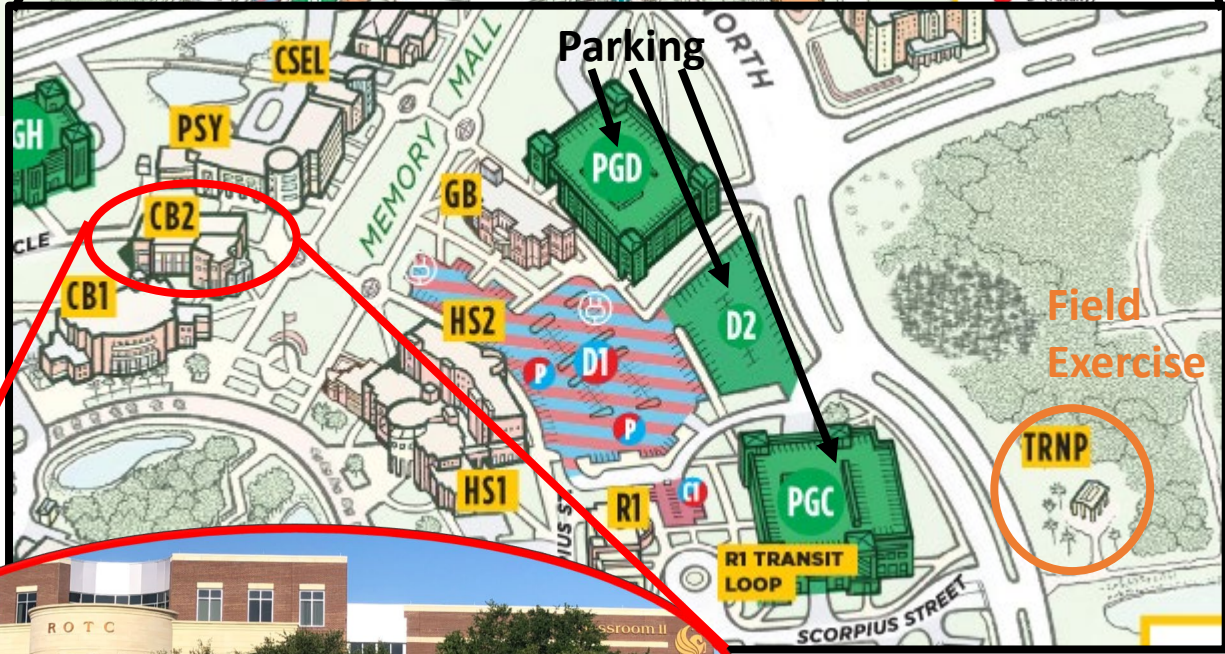 Parking
NORTH
CSEL
MALL
GH
PSY
PGD
MEMORY
GB
CB2
CLE
CB1
HS2
D1
D2
P
P
Field
Exercise
TRNP
HS1
R1
C1
PGC
R1 TRANSIT
LOOP
SCORPIUS STREET
ROTC